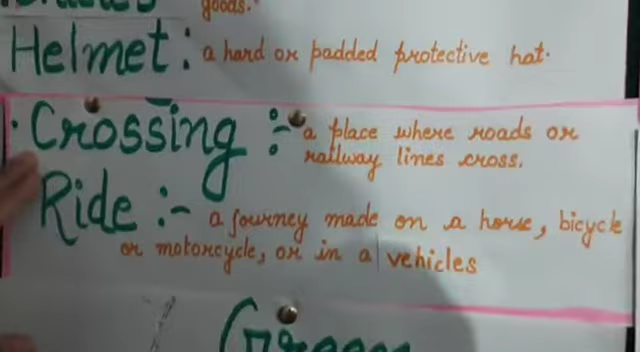 goods."
Helmet: a hard or padded protective hat.
Crossing :- a place where roads or
railway lines cross.
Ride :- a journey made on a horse, bicycle
or motorcycle, or in a vehicles
Green